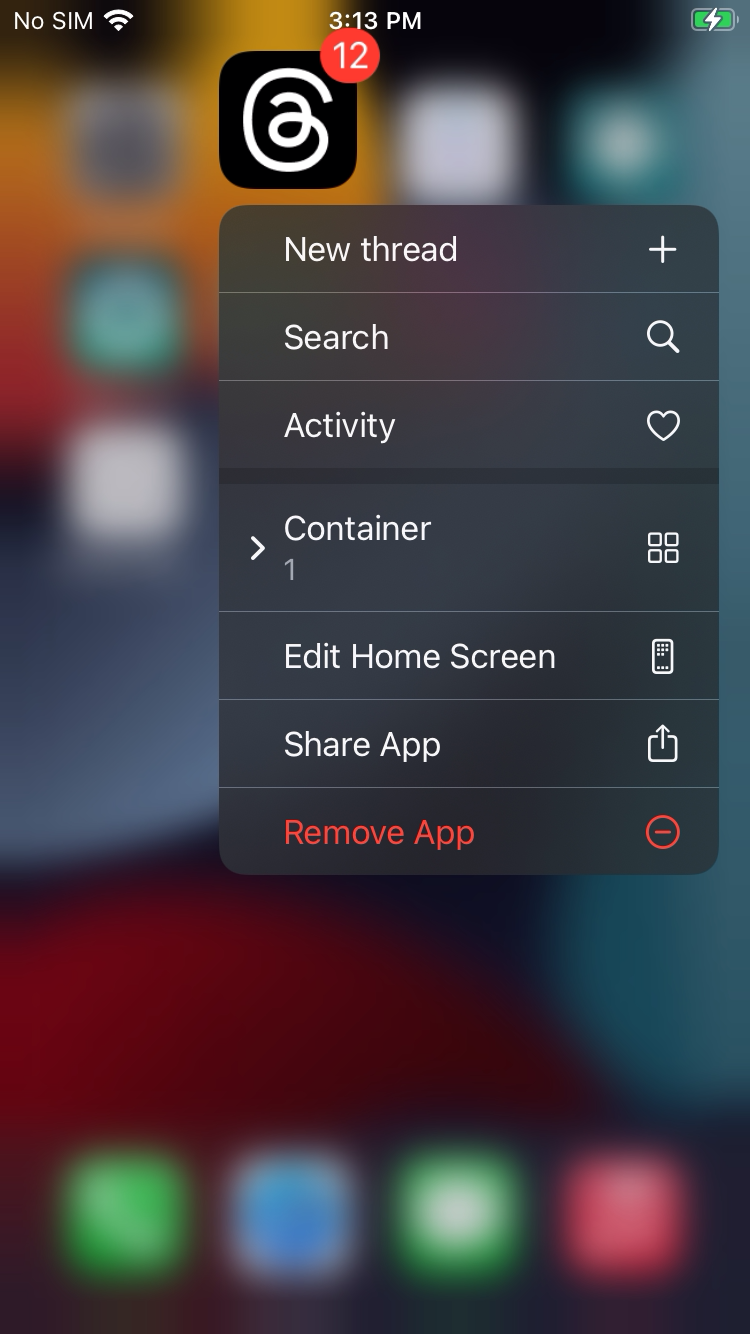 No SIM 3:13 PM
12
New thread
Search
Activity
Container
1
Edit Home Screen
Share App
Remove App